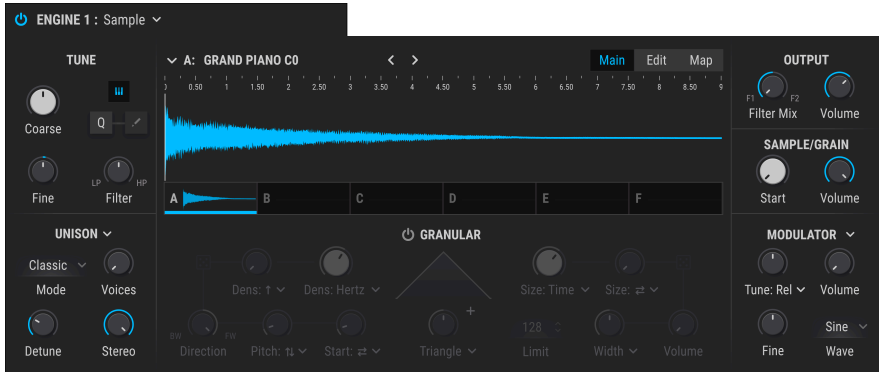 ENGINE 1 : Sample
TUNE
A: GRAND PIANO C0 < >
Main Edit Map
OUTPUT
0 0.50 1 1.50 2 2.50 3 3.50 4 4.50 5 5.50 6 6.50 7 7.50 8 8.50 9
F1 F2
Coarse
Q
Filter Mix Volume
SAMPLE/GRAIN
LP HP
Fine Filter
A B C D E F
Start Volume
UNISON
GRANULAR
MODULATOR
Classic
Mode Voices
Dens: ↑ Dens: Hertz Size: Time Size: ⇄
Tune: Rel Volume
BW FW
+
128
Sine
Detune Stereo
Direction Pitch: ⇅ Start: ⇄ Triangle Limit Width Volume
Fine Wave